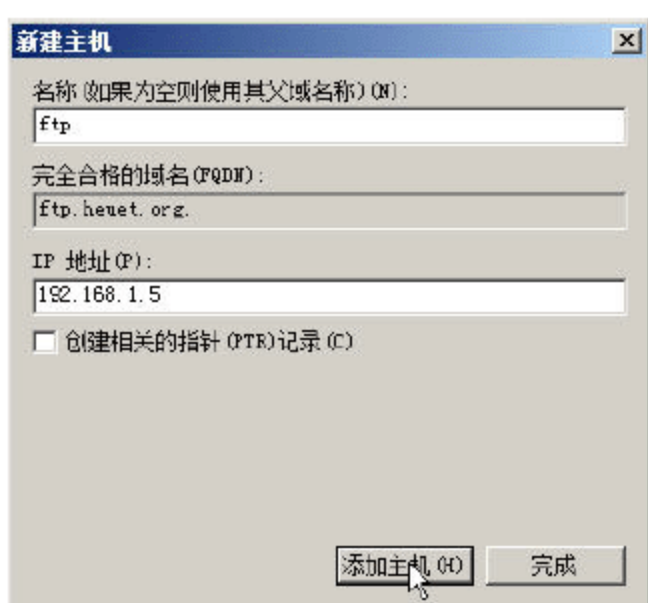 新建主机
名称(如果为空则使用其父域名称)(N):
ftp
完全合格的域名(FQDN):
ftp.heuet.org.
IP 地址(P):
192.168.1.5
创建相关的指针(PTR)记录(C)
添加主机(H)
完成